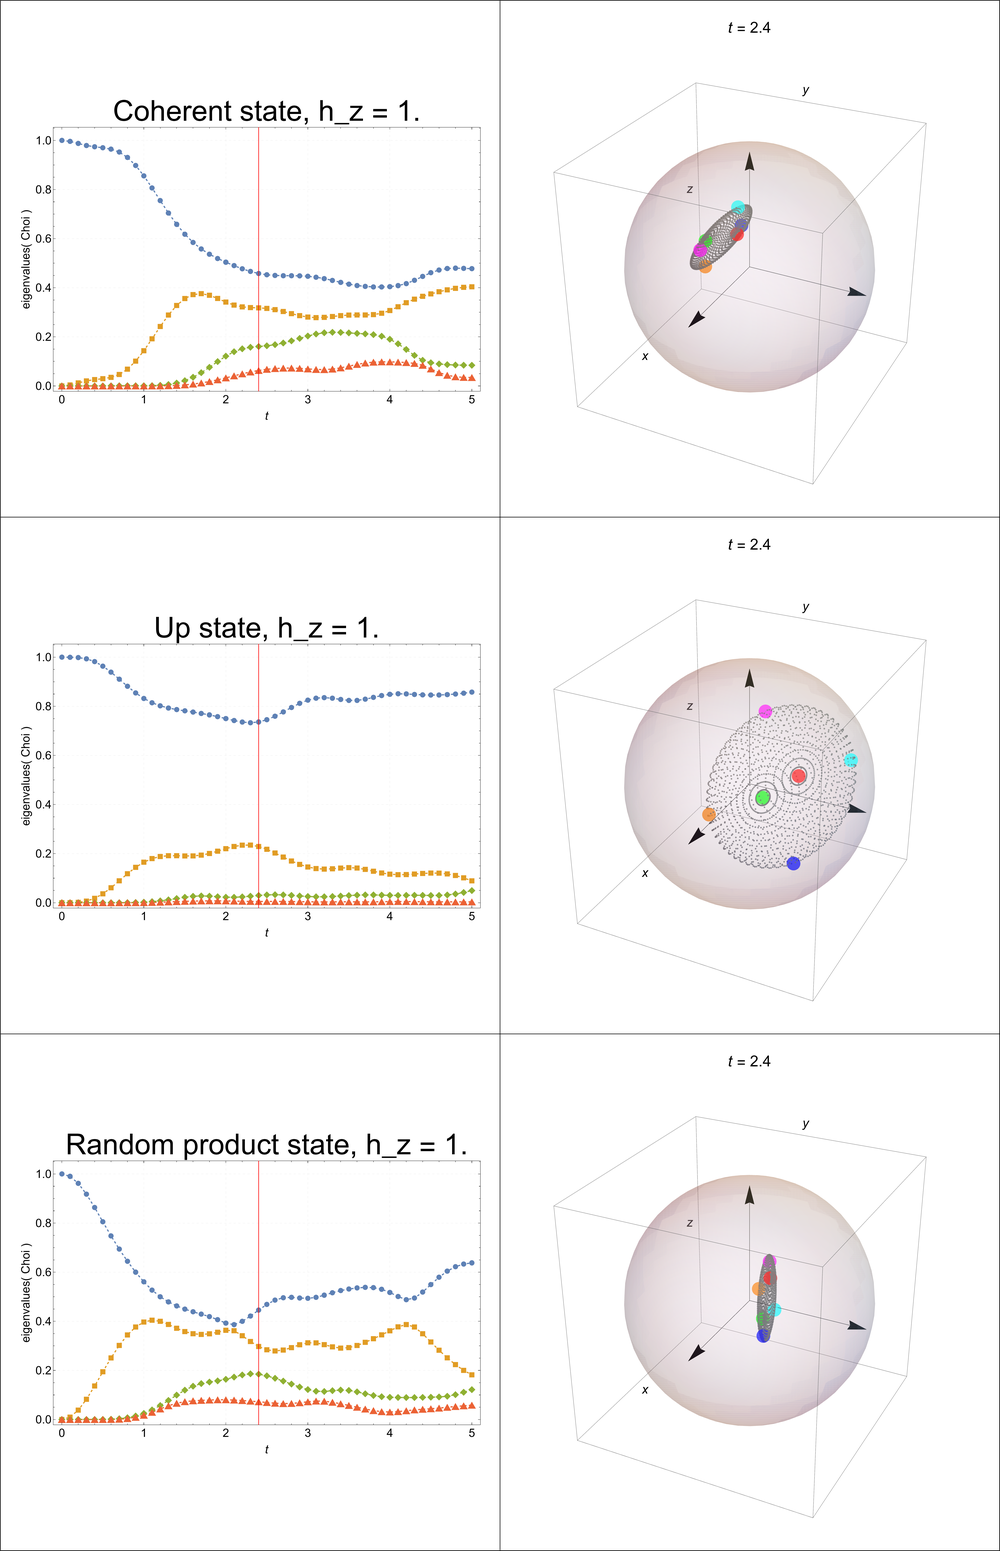 Coherent state, h_z = 1.
eigenvalues( Choi )
1.0
0.8
0.6
0.4
0.2
0.0
0 1 2 3 4 5
t
t = 2.4
y
z
x
Up state, h_z = 1.
eigenvalues( Choi )
1.0
0.8
0.6
0.4
0.2
0.0
0 1 2 3 4 5
t
t = 2.4
y
z
x
Random product state, h_z = 1.
eigenvalues( Choi )
1.0
0.8
0.6
0.4
0.2
0.0
0 1 2 3 4 5
t
t = 2.4
y
z
x